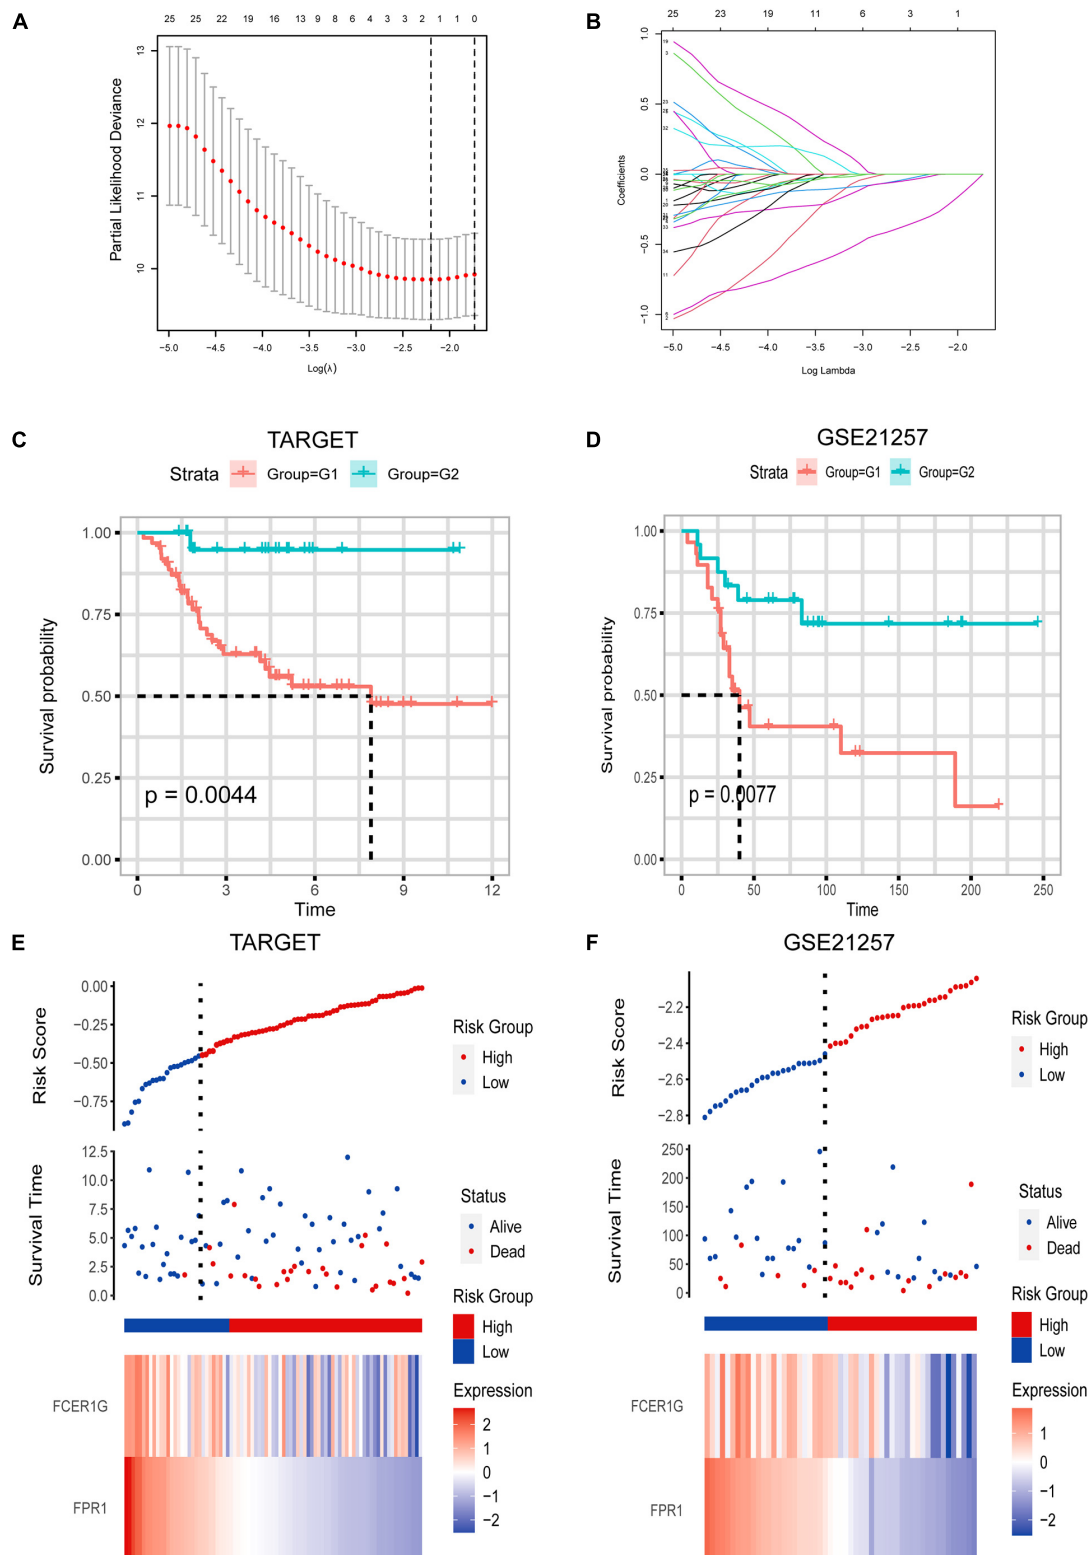 A
25 25 22 22 19 16 14 13 9 8 6 4 3 3 2 1 1 0
Partial Likelihood Deviance
13
12
11
10
−5.0 −4.5 −4.0 −3.5 −3.0 −2.5 −2.0
Log(λ)
B
25 23 19 11 6 3 1
Coefficients
1.0
0.5
0.0
−0.5
−1.0
−5.0 −4.5 −4.0 −3.5 −3.0 −2.5 −2.0
Log Lambda
C
TARGET
Strata Group=G1 Group=G2
Survival probability
1.00
0.75
0.50
0.25
0.00
p = 0.0044
0 3 6 9 12
Time
D
GSE21257
Strata Group=G1 Group=G2
Survival probability
1.00
0.75
0.50
0.25
0.00
p = 0.0077
0 50 100 150 200 250
Time
E
TARGET
Risk Score
0.00
−0.25
−0.50
−0.75
Risk Group
High
Low
Survival Time
12.5
10.0
7.5
5.0
2.5
0.0
Status
Alive
Dead
Risk Group
High
Low
FCER1G
FPR1
Expression
2
1
0
−1
−2
F
GSE21257
Risk Score
−2.2
−2.4
−2.6
−2.8
Risk Group
High
Low
Survival Time
250
200
150
100
50
0
Status
Alive
Dead
Risk Group
High
Low
FCER1G
FPR1
Expression
1
0
−1
−2